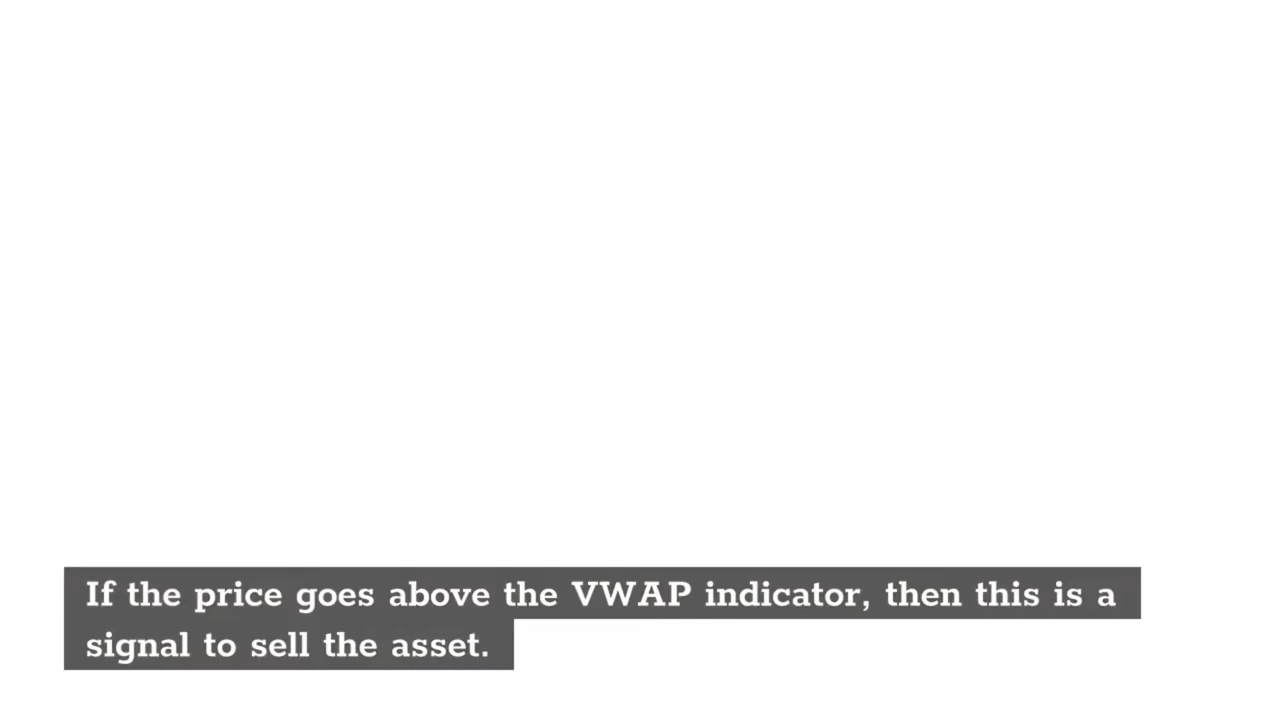 If the price goes above the VWAP indicator, then this is a
signal to sell the asset.